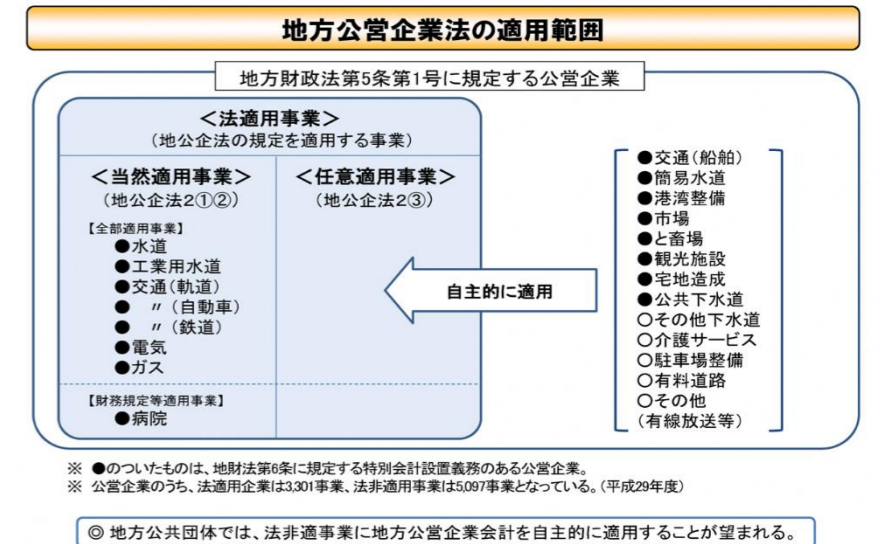 地方公営企業法の適用範囲
地方財政法第5条第1号に規定する公営企業
＜法適用事業＞
（地公企法の規定を適用する事業）
＜当然適用事業＞
（地公企法2①②）
【全部適用事業】
●水道
●工業用水道
●交通（軌道）
●　〃（自動車）
●　〃（鉄道）
●電気
●ガス
【財務規定等適用事業】
●病院
＜任意適用事業＞
（地公企法2③）
自主的に適用
●交通（船舶）
●簡易水道
●港湾整備
●市場
●と畜場
●観光施設
●宅地造成
●公共下水道
○その他下水道
○介護サービス
○駐車場整備
○有料道路
○その他
（有線放送等）
※ ●のついたものは、地財法第6条に規定する特別会計設置義務のある公営企業。
※ 公営企業のうち、法適用企業は3,301事業、法非適用事業は5,097事業となっている。（平成29年度）
◎ 地方公共団体では、法非適事業に地方公営企業会計を自主的に適用することが望まれる。